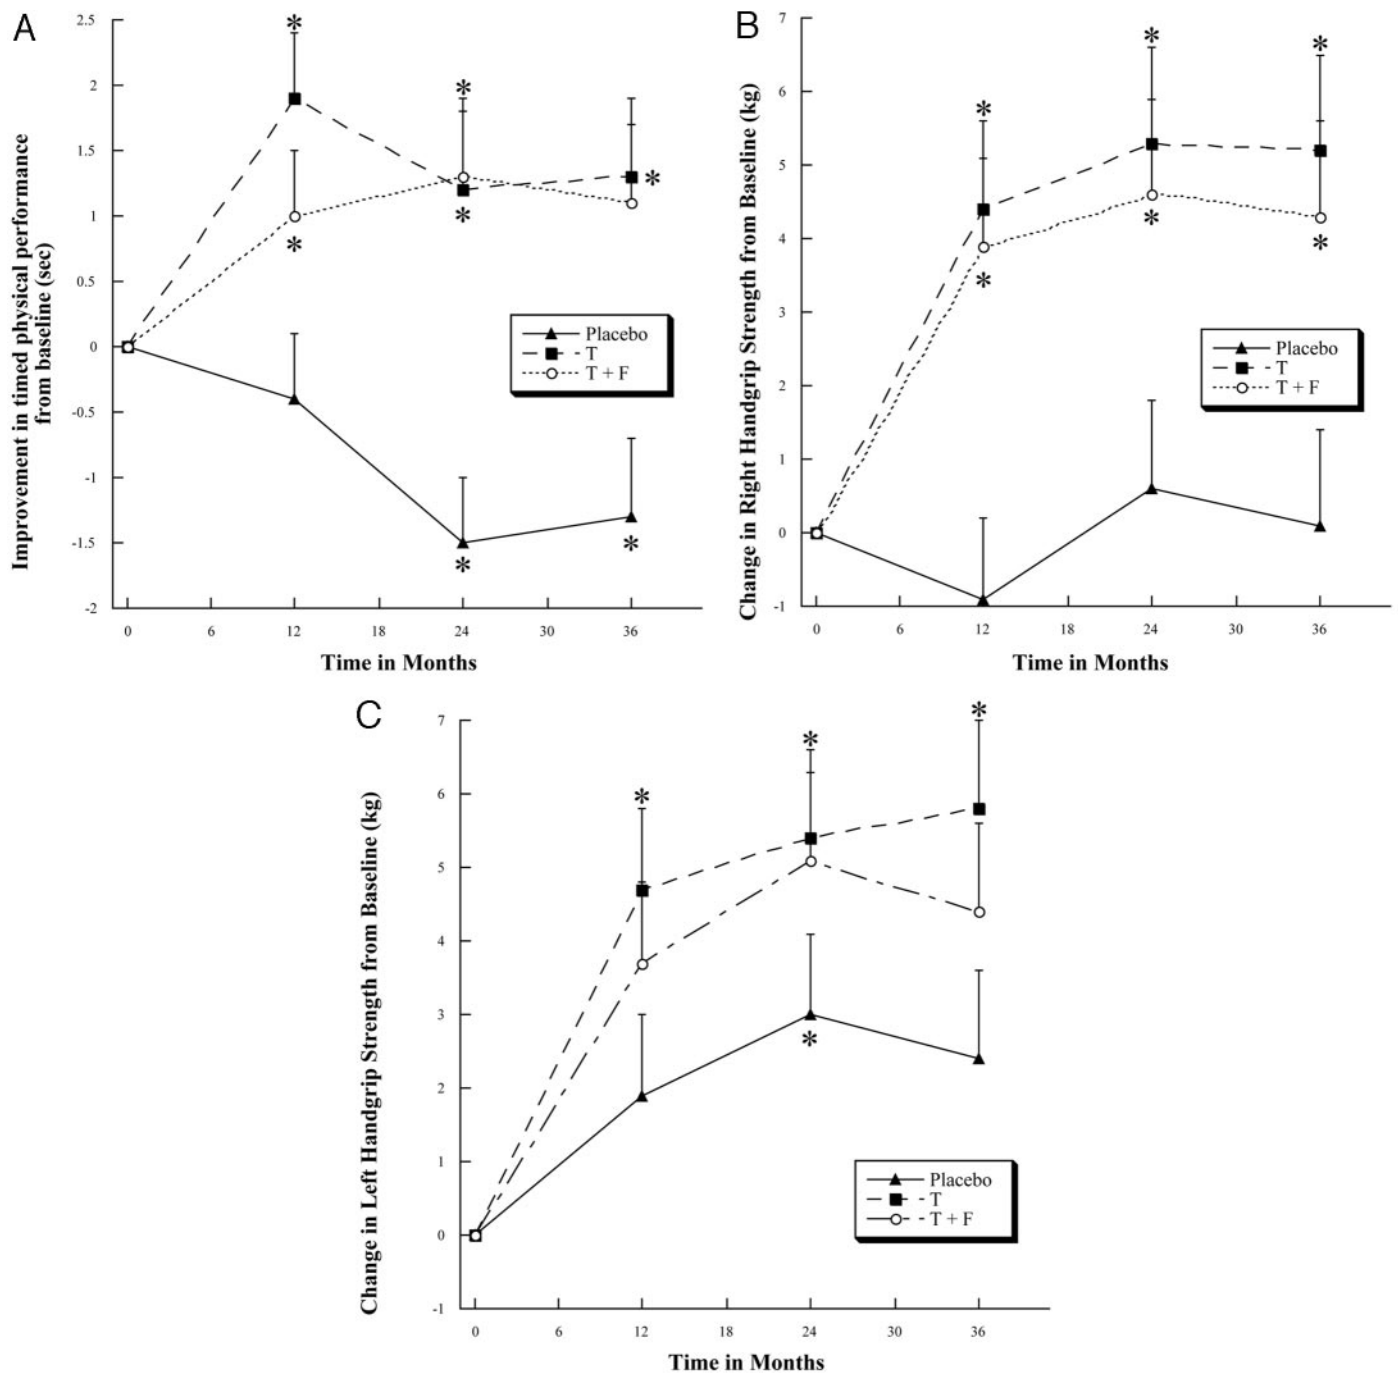 A
2.5
2
1.5
1
0.5
0
-0.5
-1
-1.5
-2
Improvement in timed physical performance
from baseline (sec)
*
*
*
*
*
*
*
Placebo
T
T + F
0 6 12 18 24 30 36
Time in Months
B
7
6
5
4
3
2
1
0
-1
Change in Right Handgrip Strength from Baseline (kg)
*
*
*
*
*
*
Placebo
T
T + F
0 6 12 18 24 30 36
Time in Months
C
7
6
5
4
3
2
1
0
-1
Change in Left Handgrip Strength from Baseline (kg)
*
*
*
*
Placebo
T
T + F
0 6 12 18 24 30 36
Time in Months